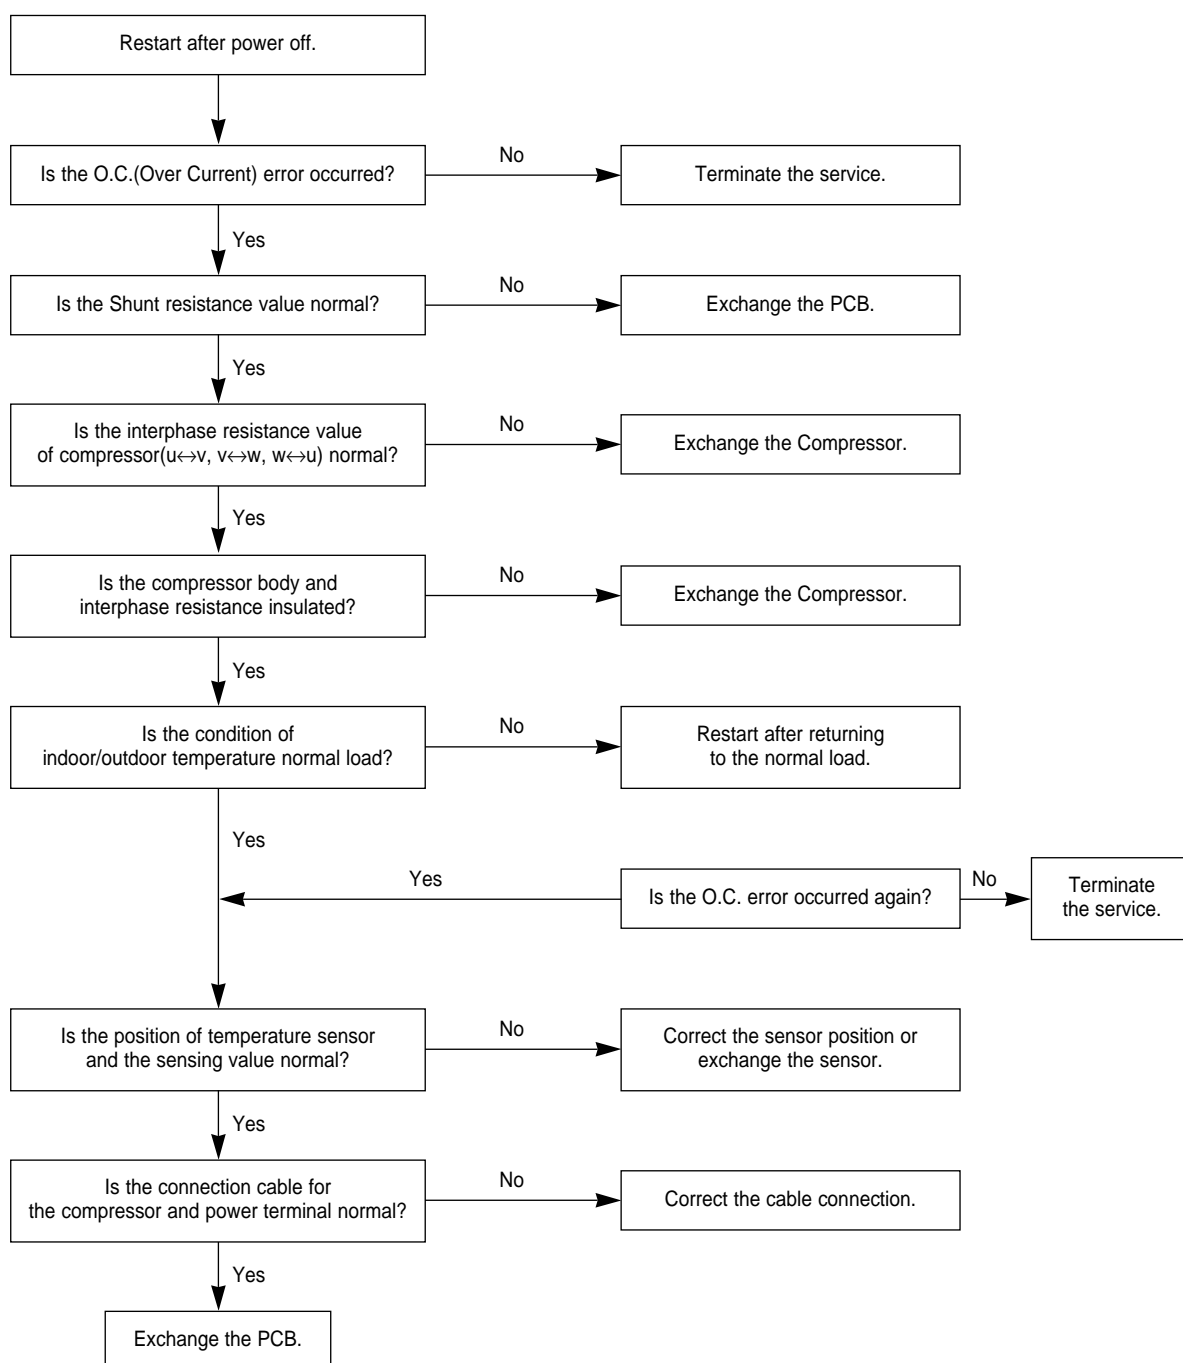 Restart after power off.
Is the O.C.(Over Current) error occurred?
No
Terminate the service.
Yes
Is the Shunt resistance value normal?
No
Exchange the PCB.
Yes
Is the interphase resistance value
of compressor(u↔v, v↔w, w↔u) normal?
No
Exchange the Compressor.
Yes
Is the compressor body and
interphase resistance insulated?
No
Exchange the Compressor.
Yes
Is the condition of
indoor/outdoor temperature normal load?
No
Restart after returning
to the normal load.
Yes
Yes
Is the O.C. error occurred again?
No
Terminate
the service.
Is the position of temperature sensor
and the sensing value normal?
No
Correct the sensor position or
exchange the sensor.
Yes
Is the connection cable for
the compressor and power terminal normal?
No
Correct the cable connection.
Yes
Exchange the PCB.